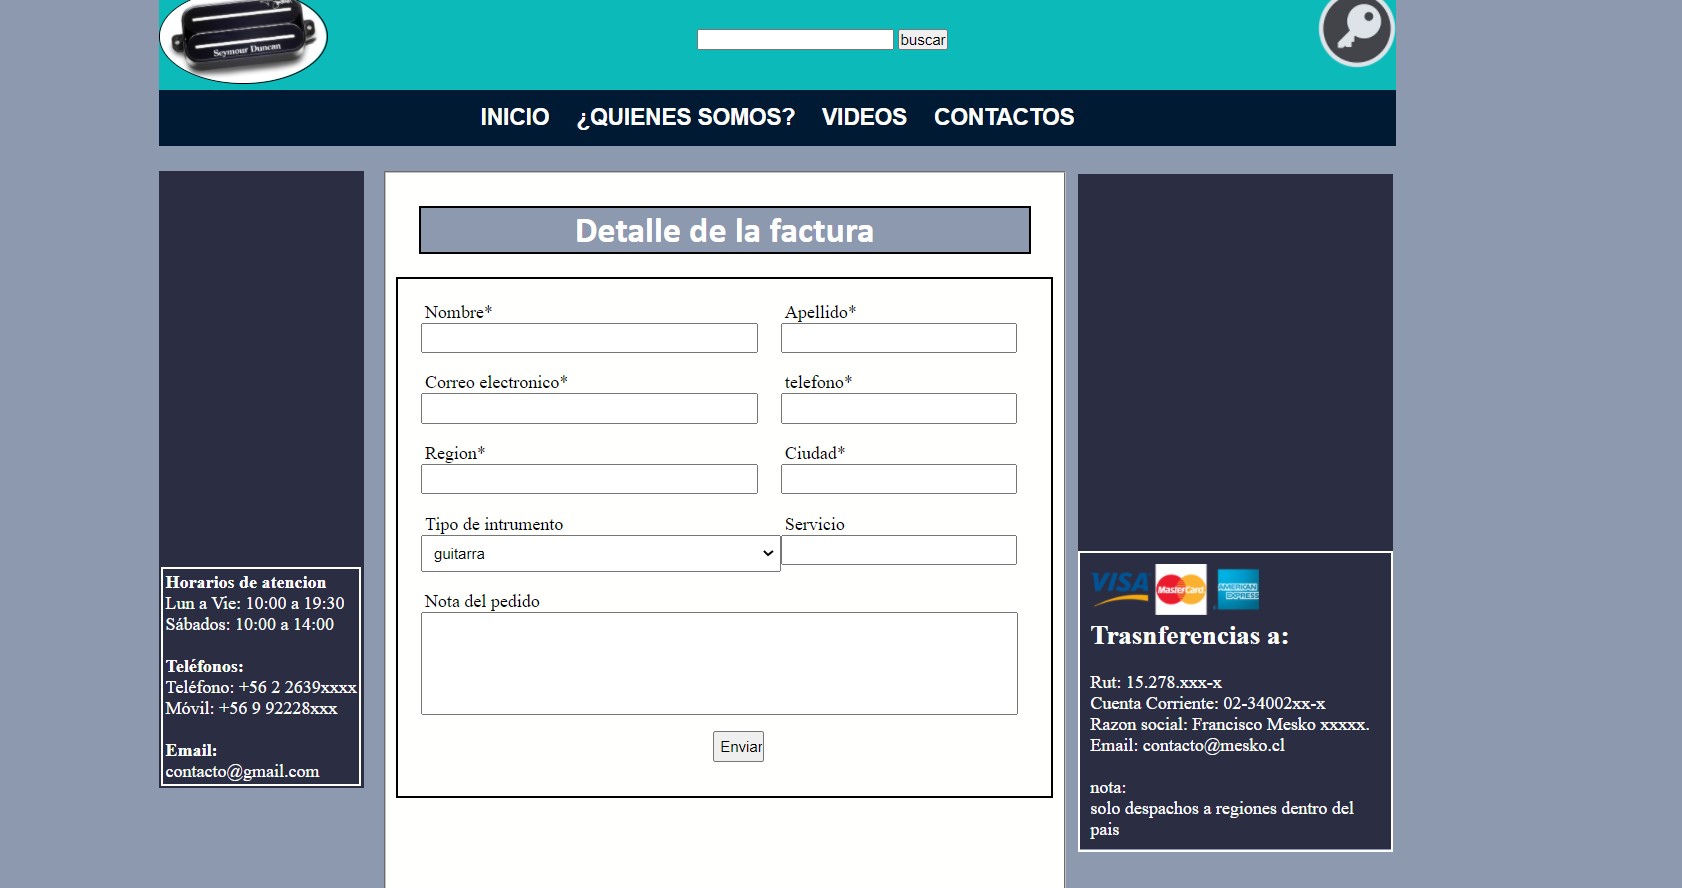 Seymour Duncan
buscar
INICIO ¿QUIENES SOMOS? VIDEOS CONTACTOS
Detalle de la factura
Nombre* Apellido*
Correo electronico* telefono*
Region* Ciudad*
Tipo de intrumento Servicio
guitarra
Nota del pedido
Enviar
Horarios de atencion
Lun a Vie: 10:00 a 19:30
Sábados: 10:00 a 14:00
Teléfonos:
Teléfono: +56 2 2639xxxx
Móvil: +56 9 92228xxx
Email:
contacto@gmail.com
VISA MasterCard AMERICAN EXPRESS
Trasnferencias a:
Rut: 15.278.xxx-x
Cuenta Corriente: 02-34002xx-x
Razon social: Francisco Mesko xxxxx.
Email: contacto@mesko.cl
nota:
solo despachos a regiones dentro del
pais